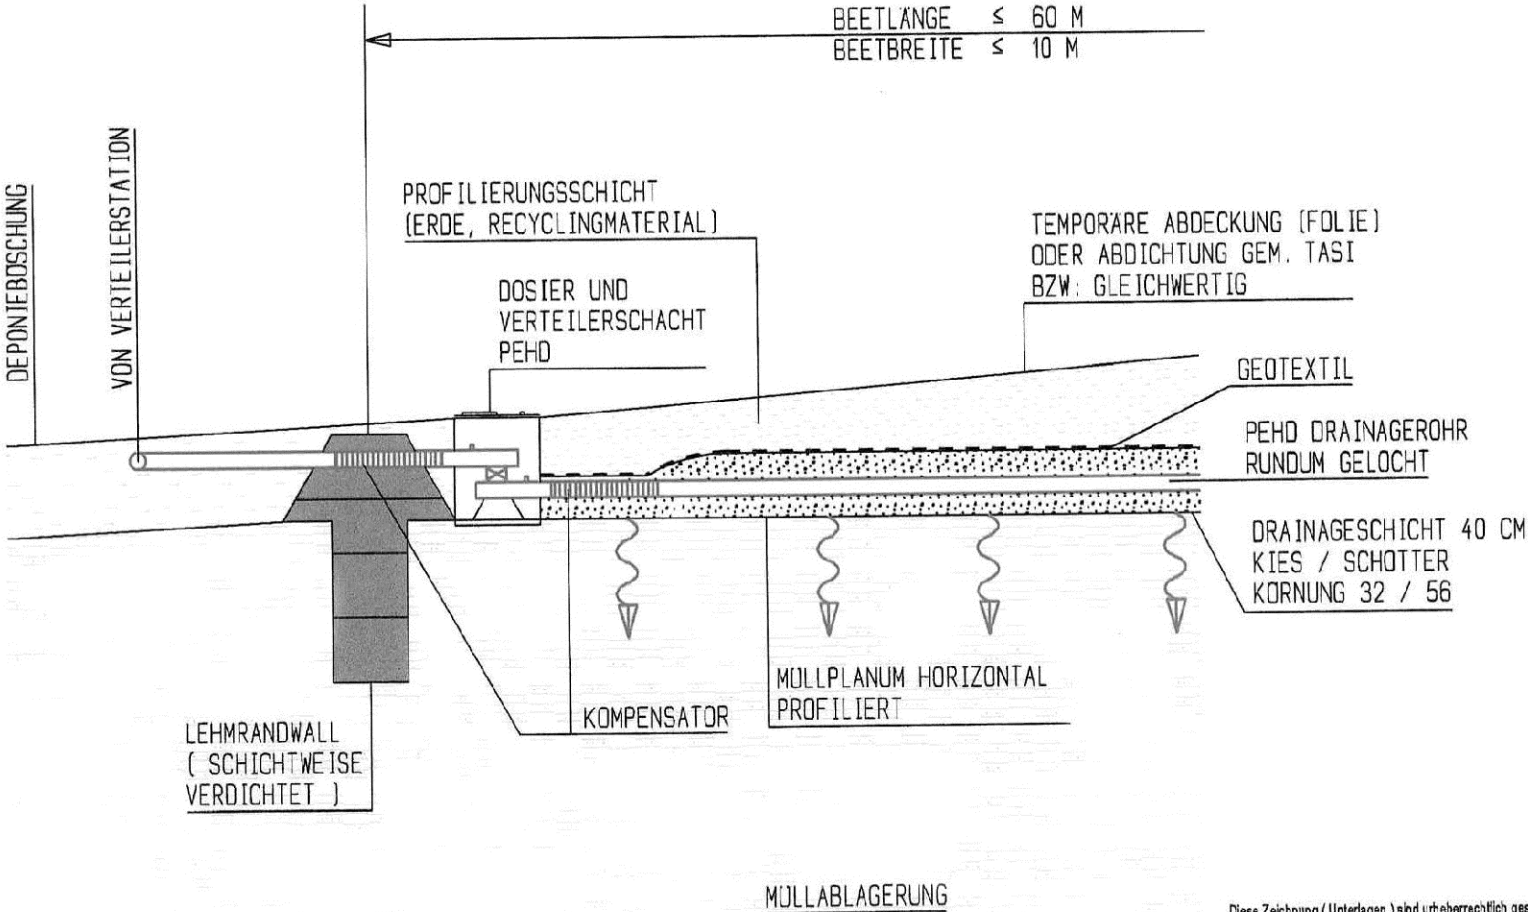 BEETLÄNGE ≤ 60 M
BEETBREITE ≤ 10 M
DEPONIEBÖSCHUNG
VON VERTEILERSTATION
PROFILIERUNGSSCHICHT
(ERDE, RECYCLINGMATERIAL)
DOSIER UND
VERTEILERSCHACHT
PEHD
TEMPORÄRE ABDECKUNG (FOLIE)
ODER ABDICHTUNG GEM. TASI
BZW. GLEICHWERTIG
GEOTEXTIL
PEHD DRAINAGEROHR
RUNDUM GELOCHT
DRAINAGESCHICHT 40 CM
KIES / SCHOTTER
KÖRNUNG 32 / 56
MÜLLPLANUM HORIZONTAL
PROFILIERT
KOMPENSATOR
LEHMRANDWALL
( SCHICHTWEISE
VERDICHTET )
MÜLLABLAGERUNG
Diese Zeichnung ( Unterlagen ) sind urheberrechtlich ges